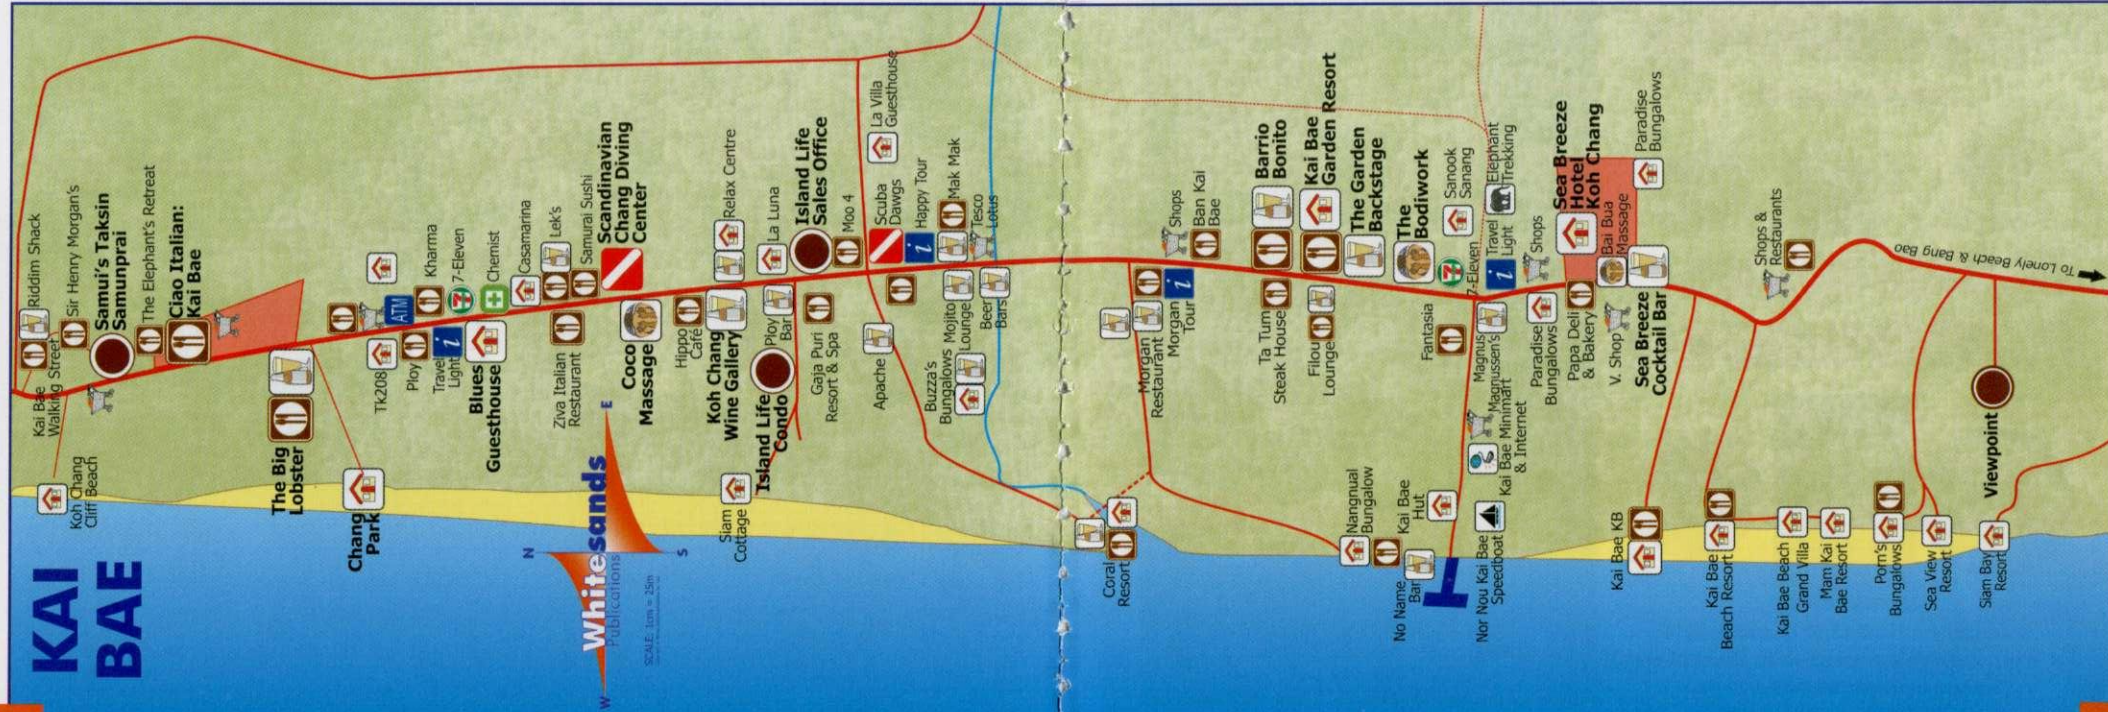 KAI
BAE
Riddim Shack
Sir Henry Morgan's
Kai Bae
Walking Street
Koh Chang
Cliff Beach
Samui's Taksin
Samunprai
The Elephant's Retreat
Ciao Italian:
Kai Bae
The Big
Lobster
Chang
Park
Tk208
ATM
Ploy
Kharma
Travel
Light
i
7-Eleven
7
Blues
Guesthouse
Chemist
Casamarina
Lek's
Ziva Italian
Restaurant
Samurai Sushi
Scandinavian
Chang Diving
Center
Coco
Massage
N
E
S
W
Whitesands
Publications
SCALE: 1cm = 25m
Hippo
Café
Koh Chang
Wine Gallery
Relax Centre
Siam
Cottage
La Luna
Island Life
Condo
Ploy
Bar
Island Life
Sales Office
Gaja Puri
Resort & Spa
Moo 4
La Villa
Guesthouse
Scuba
Dawgs
Apache
i
Happy Tour
Mak Mak
Buzza's
Bungalows
Mojito
Lounge
Tesco
Lotus
Beer
Bars
Coral
Resort
Morgan
Restaurant
Morgan
Tour
i
Shops
Ban Kai
Bae
Barrio
Bonito
Ta Tum
Steak House
Kai Bae
Garden Resort
Filou
Lounge
The Garden
Backstage
Nangnual
Bungalow
No Name
Bar
Kai Bae
Hut
The
Bodiwork
Fantasia
Sanook
Sanang
7
7-Eleven
Magnus
Magnussen's
Kai Bae Minimart
& Internet
Nor Nou Kai Bae
Speedboat
Travel
Light
i
Elephant
Trekking
Shops
Paradise
Bungalows
Sea Breeze
Hotel
Koh Chang
Papa Deli
& Bakery
Bai Bua
Massage
V. Shop
Paradise
Bungalows
Sea Breeze
Cocktail Bar
Kai Bae KB
Kai Bae
Beach Resort
Shops &
Restaurants
Kai Bae Beach
Grand Villa
Mam Kai
Bae Resort
Porn's
Bungalows
Sea View
Resort
Siam Bay
Resort
Viewpoint
To Lonely Beach & Bang Bao